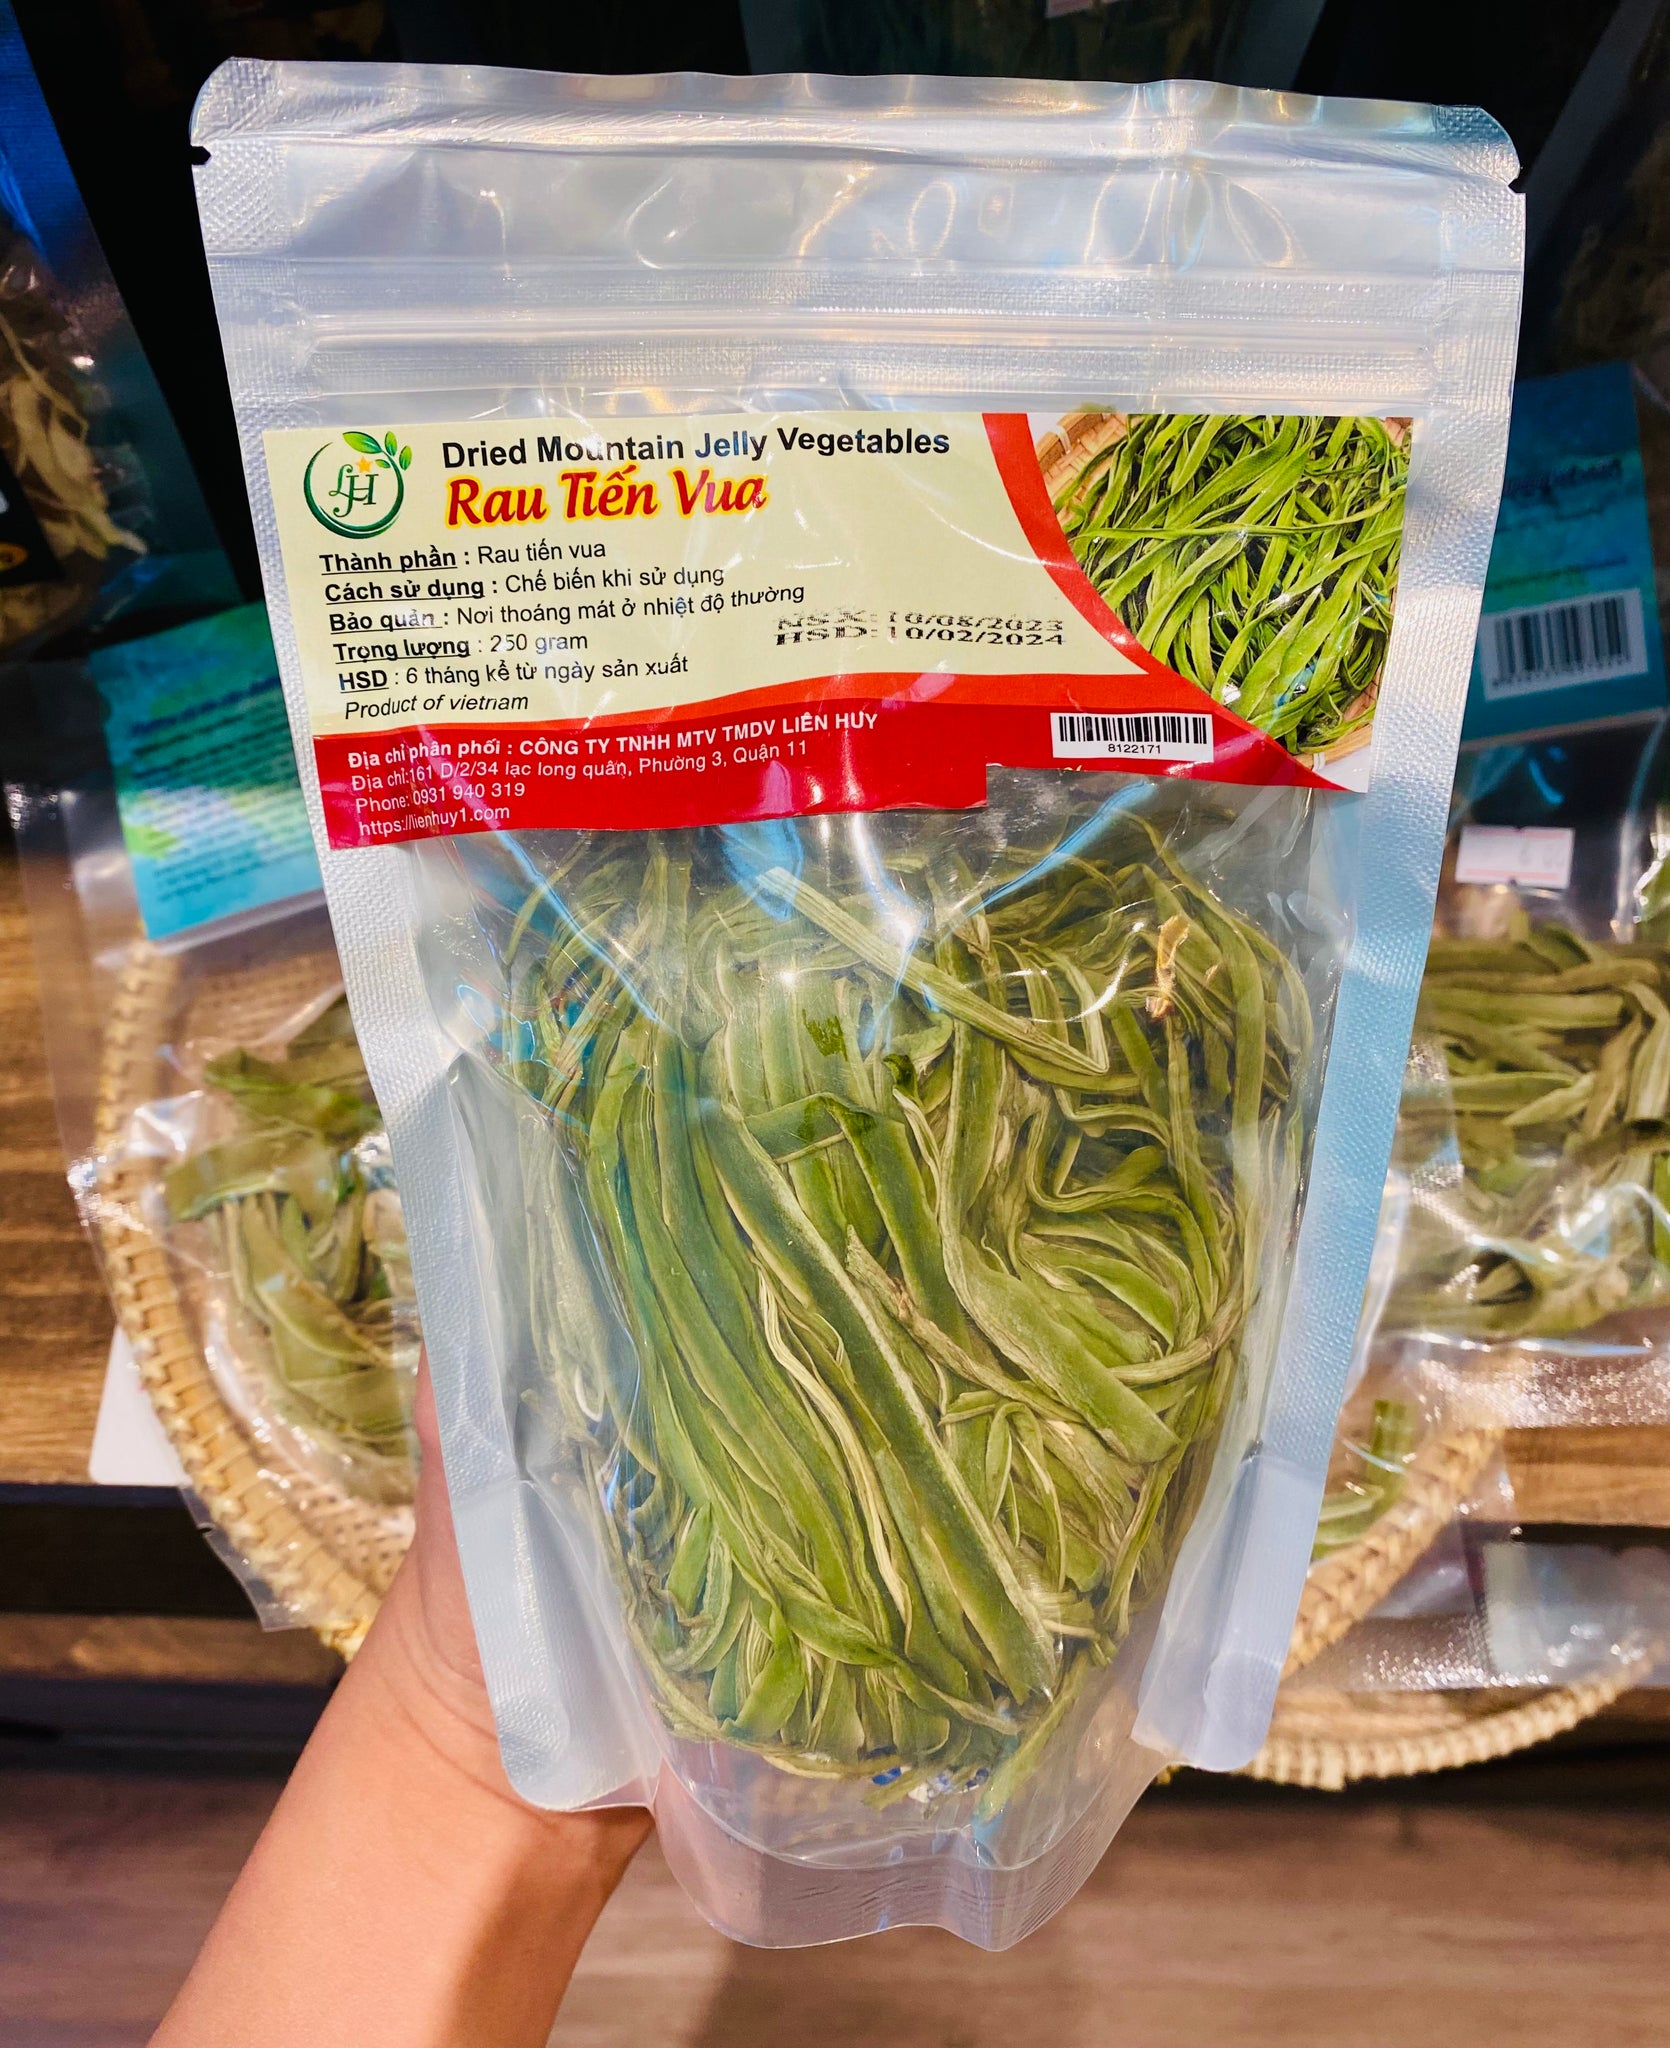 LH
Dried Mountain Jelly Vegetables
Rau Tiến Vua
Thành phần : Rau tiến vua
Cách sử dụng : Chế biến khi sử dụng
Bảo quản : Nơi thoáng mát ở nhiệt độ thường
Trọng lượng : 250 gram
HSD : 6 tháng kể từ ngày sản xuất
Product of vietnam
NSX: 10/08/2023
HSD: 10/02/2024
Địa chỉ phân phối : CÔNG TY TNHH MTV TMDV LIÊN HUY
Địa chỉ:161 D/2/34 lạc long quân, Phường 3, Quận 11
Phone: 0931 940 319
https://lienhuy1.com
8122171